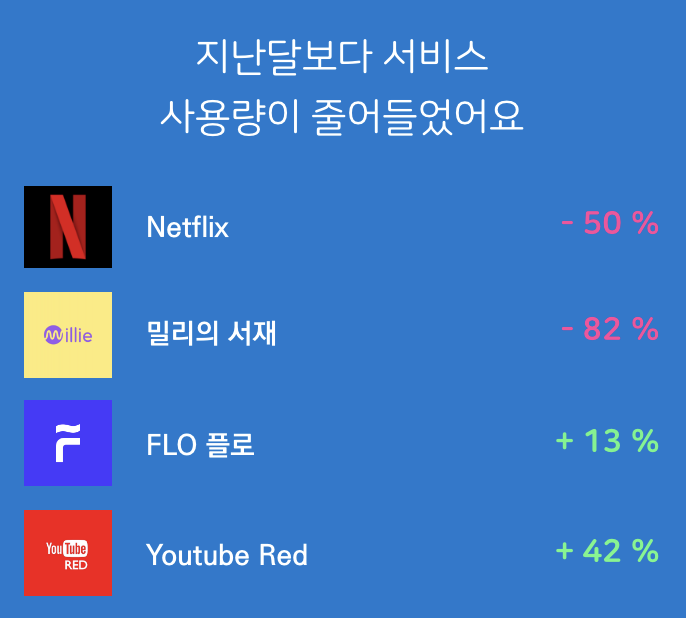 지난달보다 서비스
사용량이 줄어들었어요
N
Netflix
- 50 %
millie
밀리의 서재
- 82 %
FLO 플로
+ 13 %
YouTube
RED
Youtube Red
+ 42 %